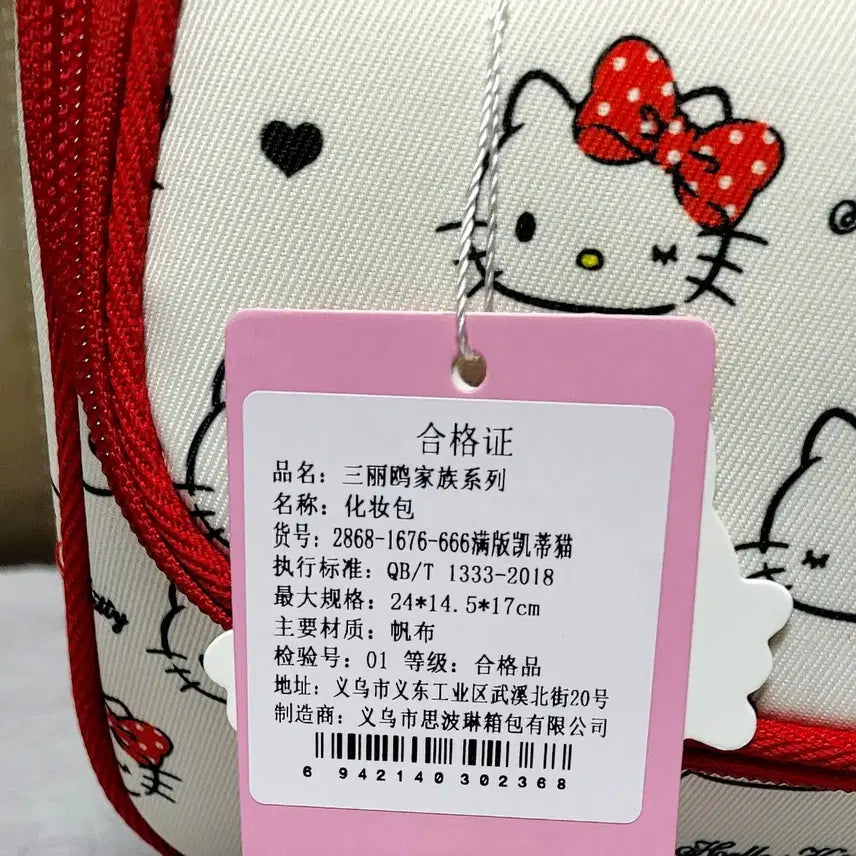 合格证
品名：三丽鸥家族系列
名称：化妆包
货号：2868-1676-666满版凯蒂猫
执行标准：QB/T 1333-2018
最大规格：24*14.5*17cm
主要材质：帆布
检验号：01 等级：合格品
地址：义乌市义东工业区武溪北街20号
制造商：义乌市思波琳箱包有限公司
6 942140 302368